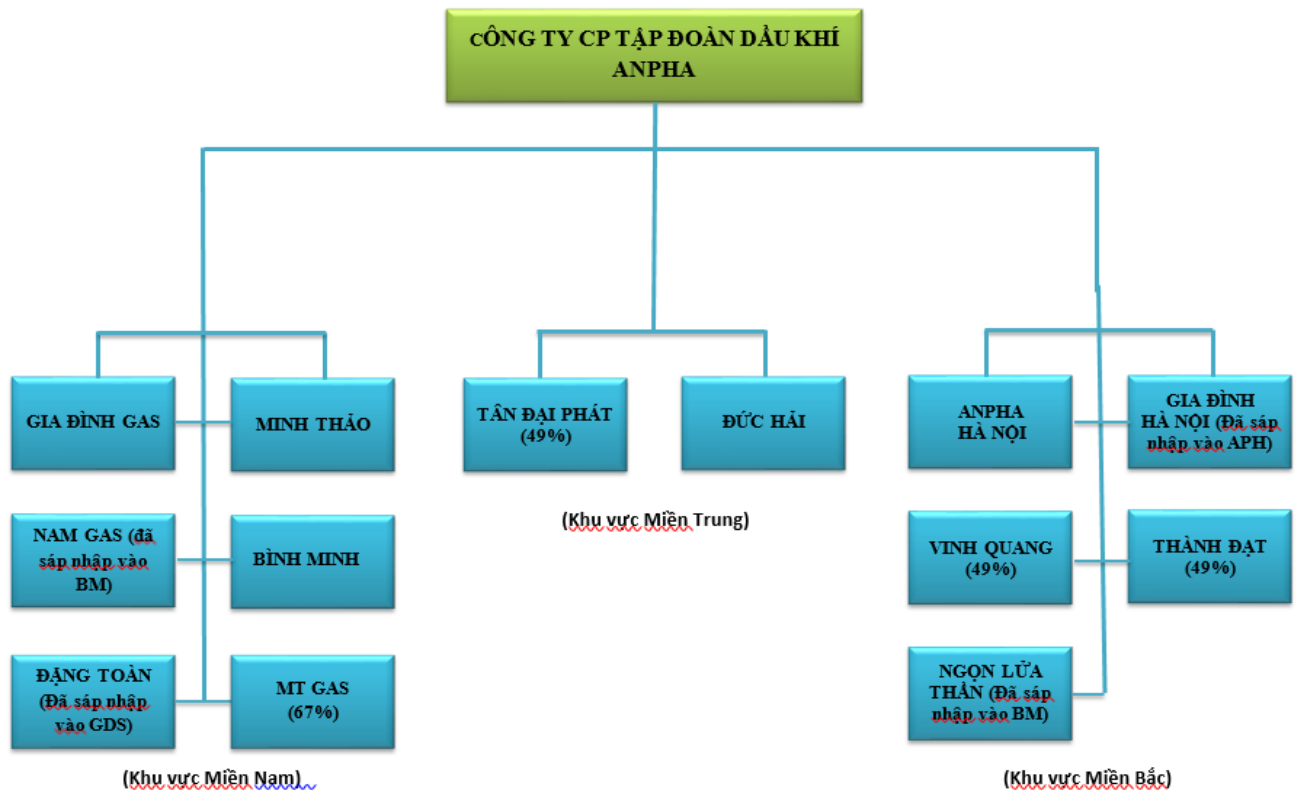 CÔNG TY CP TẬP ĐOÀN DẦU KHÍ
ANPHA
GIA ĐÌNH GAS
MINH THẢO
NAM GAS (đã
sáp nhập vào
BM)
BÌNH MINH
ĐẶNG TOÀN
(Đã sáp nhập
vào GDS)
MT GAS
(67%)
(Khu vực Miền Nam)
TÂN ĐẠI PHÁT
(49%)
ĐỨC HẢI
(Khu vực Miền Trung)
ANPHA
HÀ NỘI
GIA ĐÌNH
HÀ NỘI (Đã sáp
nhập vào APH)
VINH QUANG
(49%)
THÀNH ĐẠT
(49%)
NGỌN LỬA
THẦN (Đã sáp
nhập vào BM)
(Khu vực Miền Bắc)